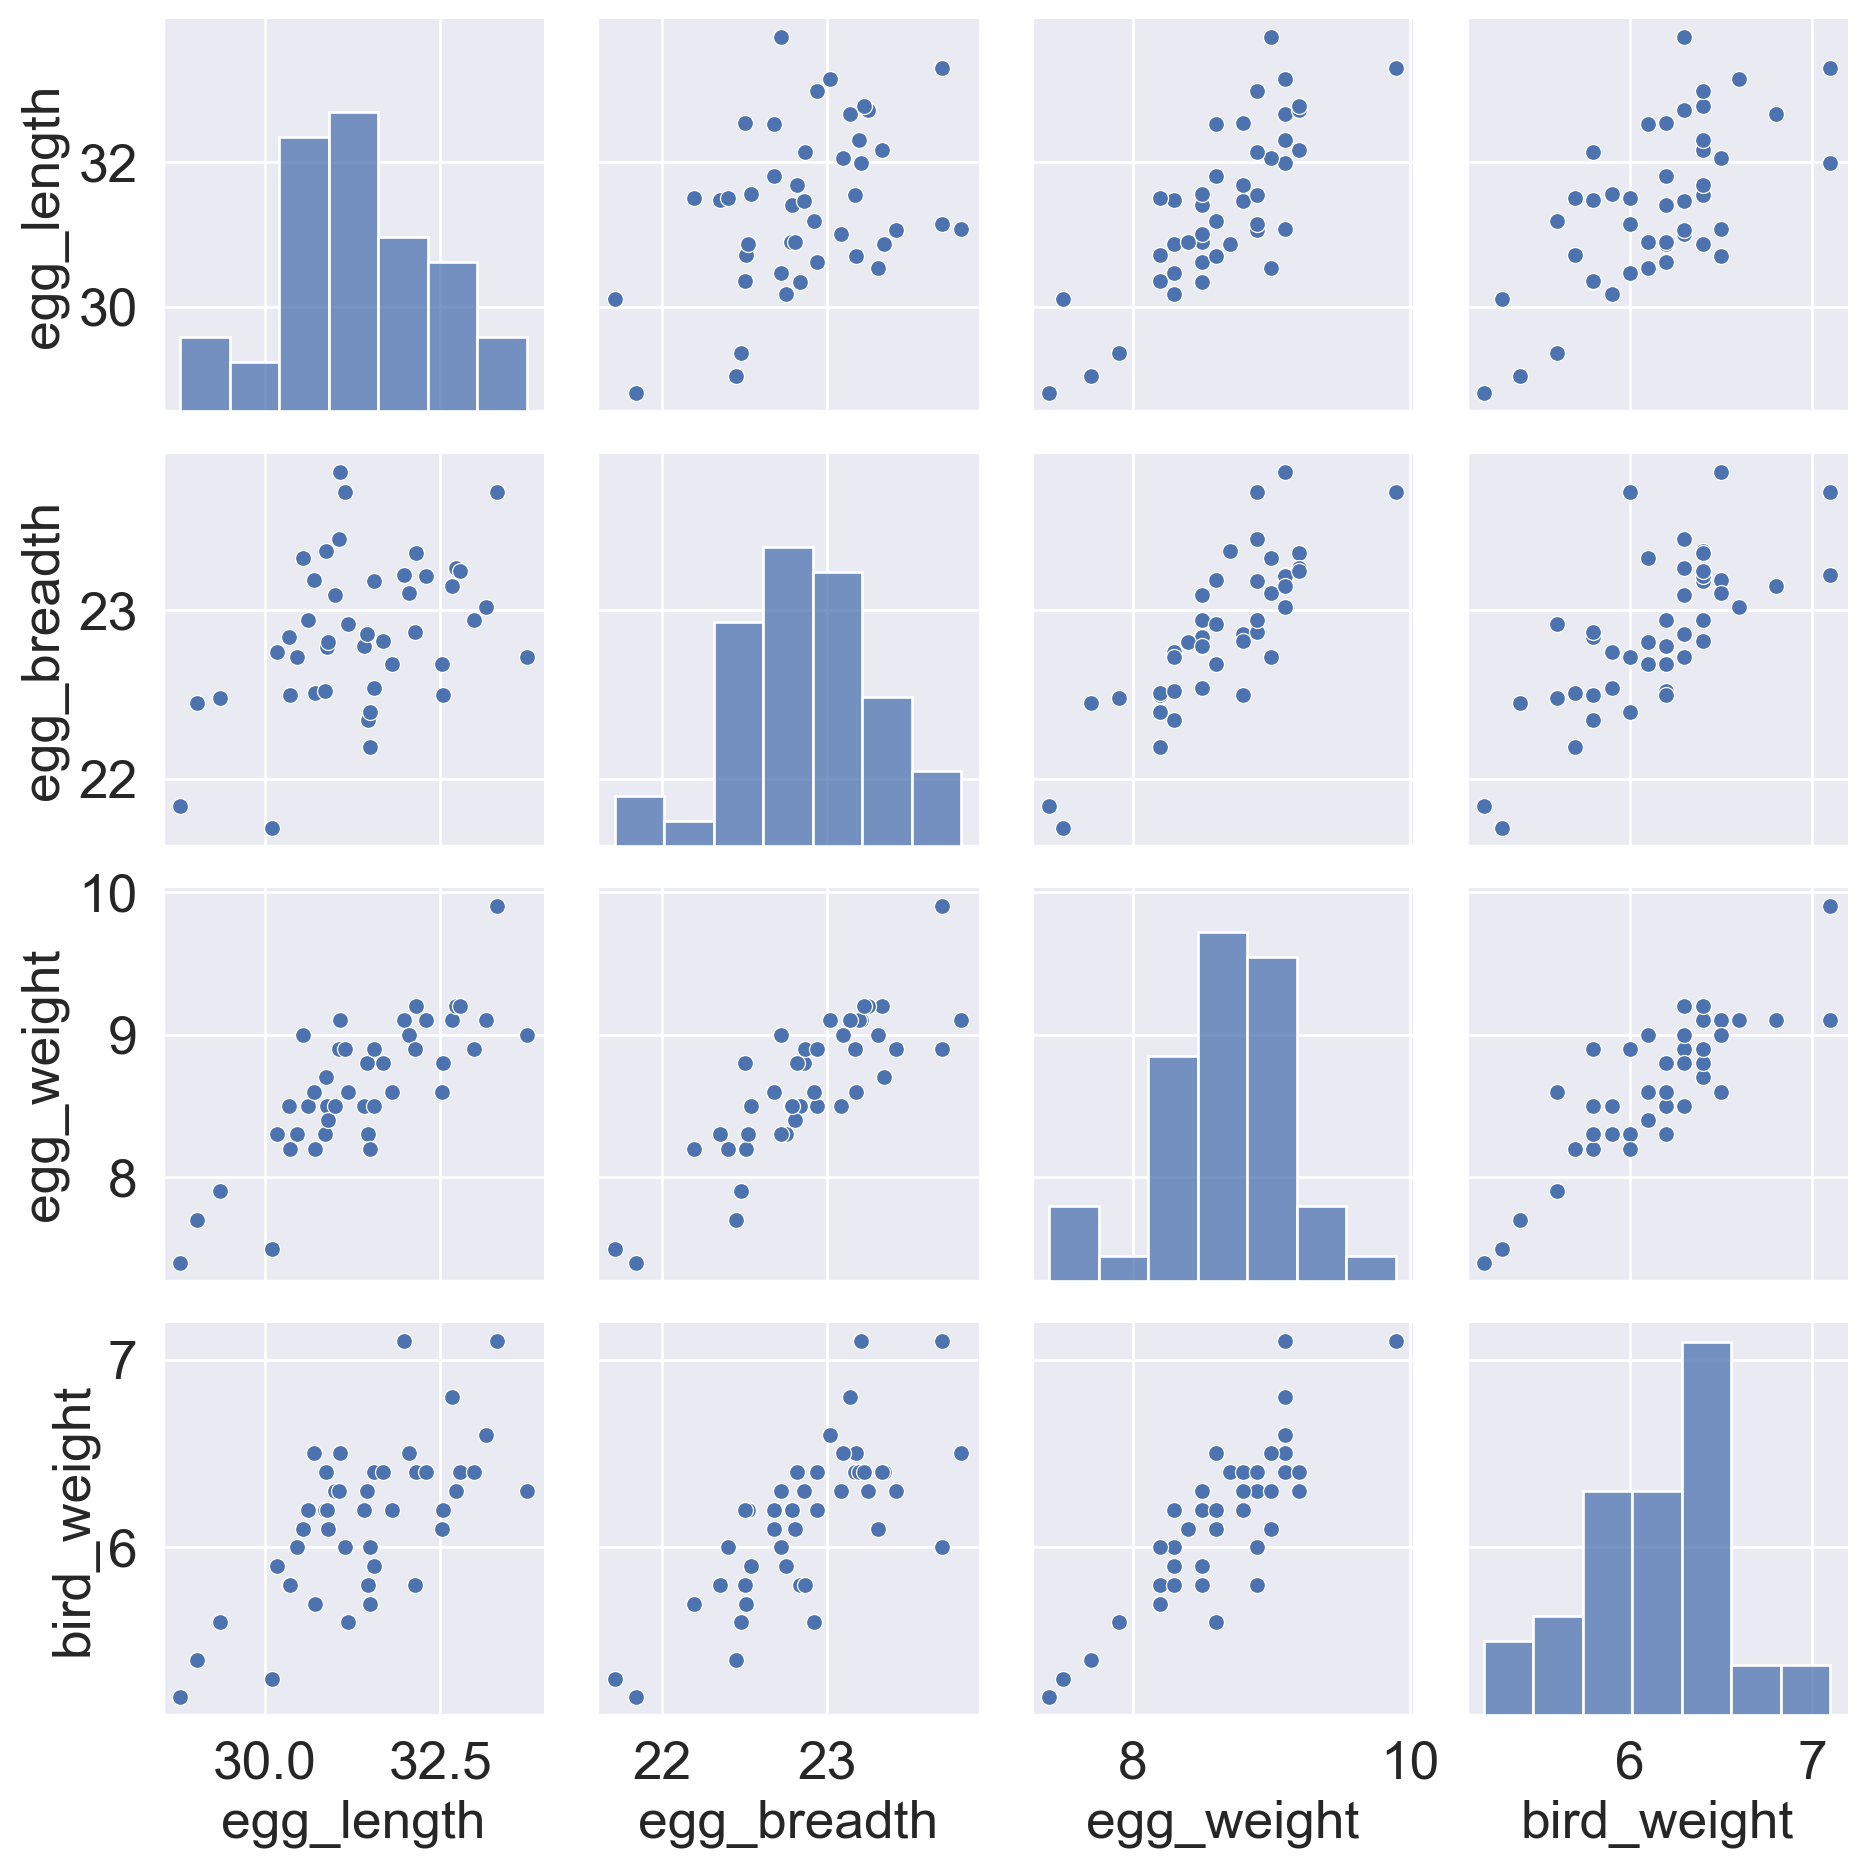 egg_length
32
30
egg_breadth
23
22
egg_weight
10
9
8
bird_weight
7
6
30.0 32.5 22 23 8 10 6 7
egg_length egg_breadth egg_weight bird_weight